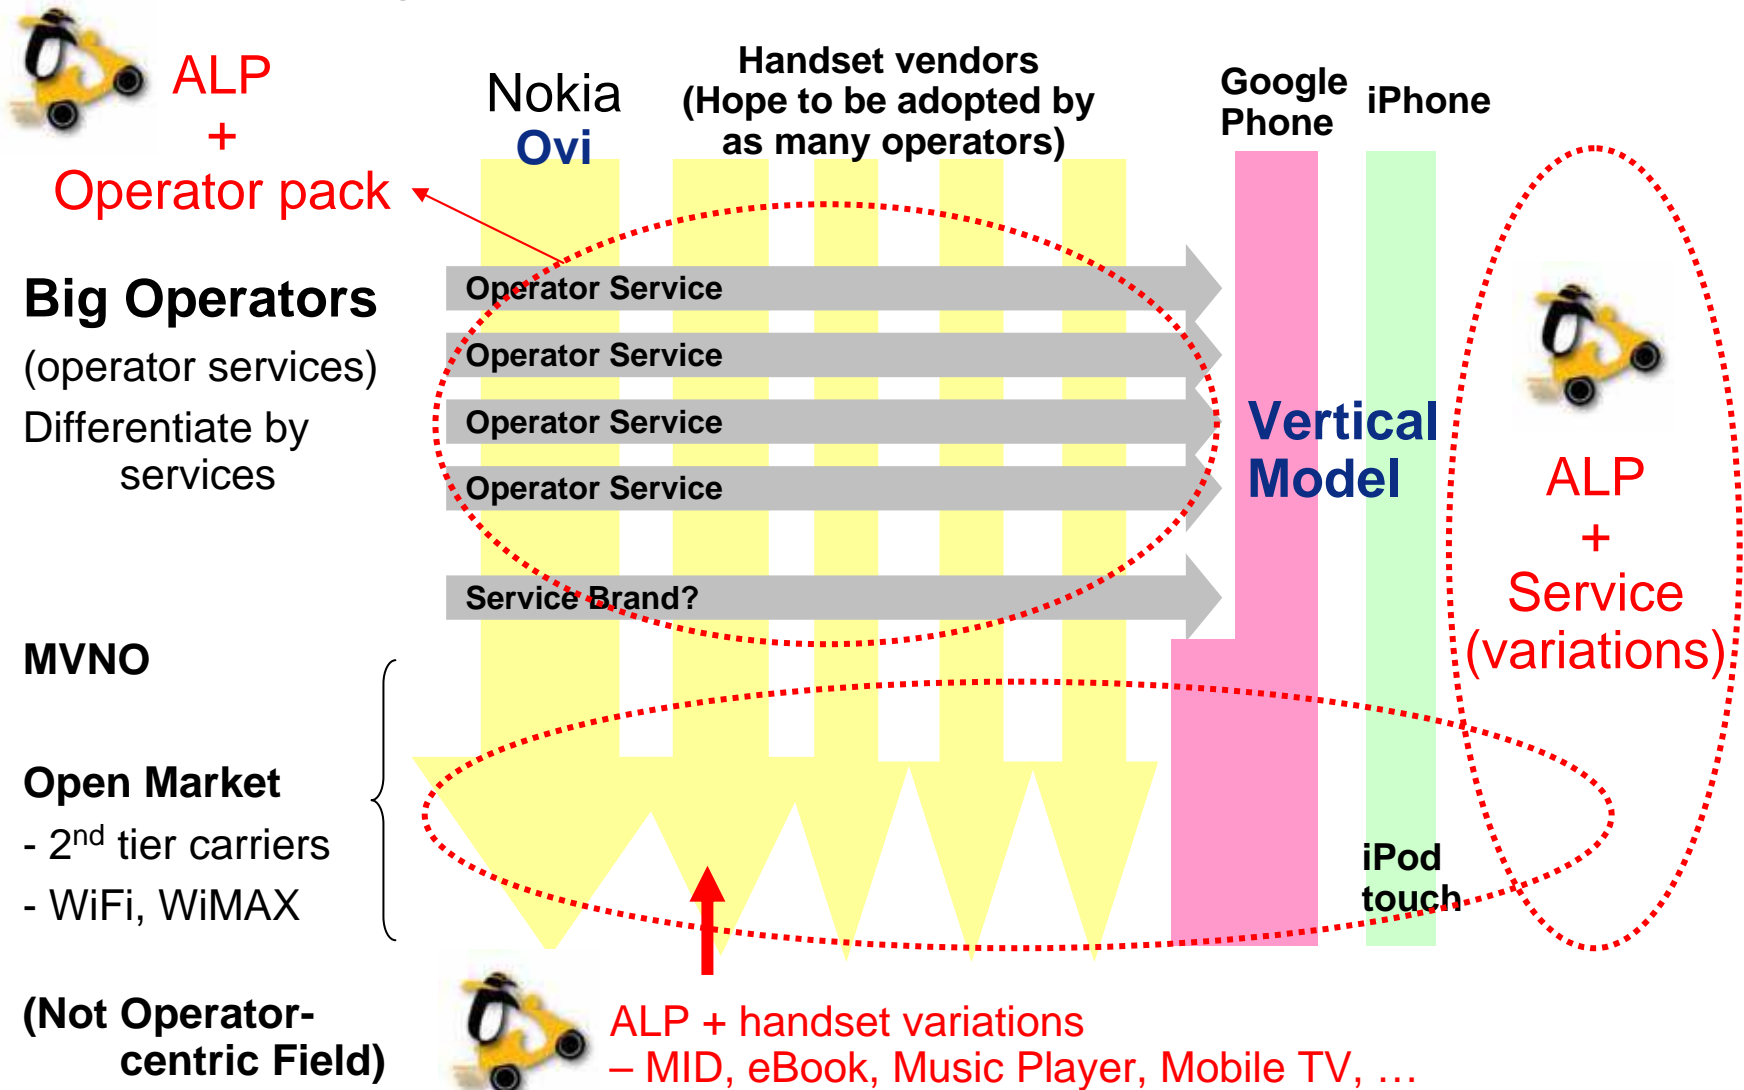 ALP
+
Operator pack
Nokia
Ovi
Handset vendors
(Hope to be adopted by
as many operators)
Google
Phone
iPhone
Big Operators
(operator services)
Differentiate by
services
Operator Service
Operator Service
Operator Service
Operator Service
Service Brand?
Vertical
Model
ALP
+
Service
(variations)
MVNO
Open Market
- 2nd tier carriers
- WiFi, WiMAX
iPod
touch
(Not Operator-
centric Field)
ALP + handset variations
– MID, eBook, Music Player, Mobile TV, …